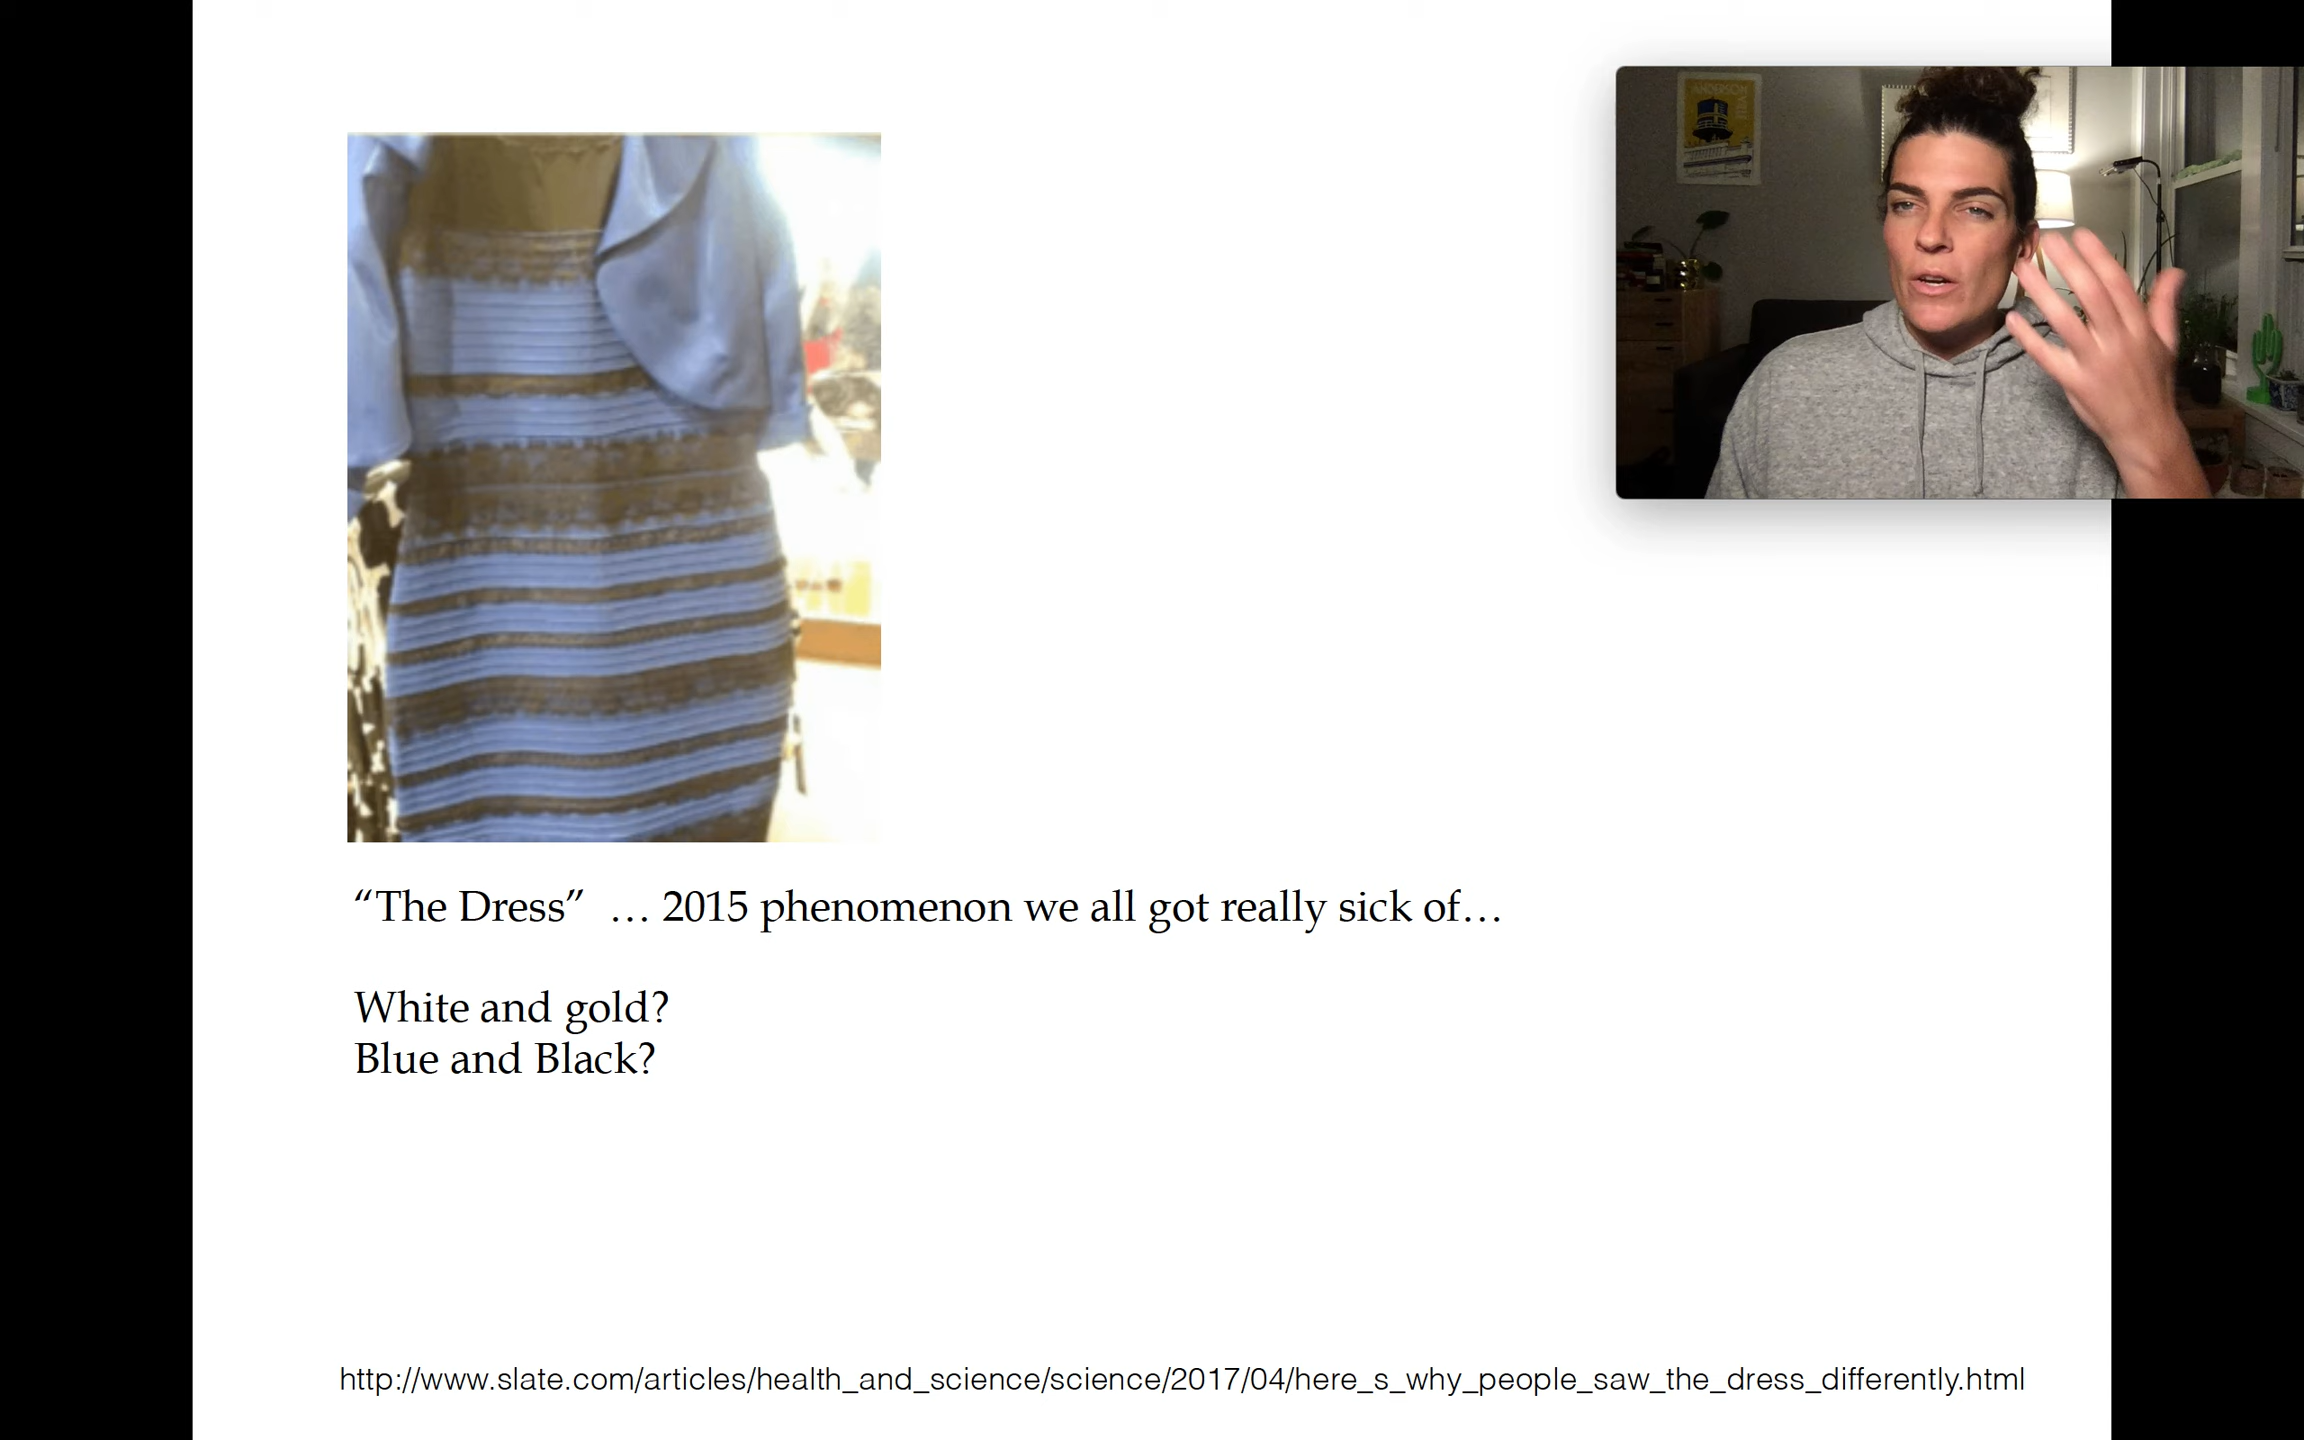 ANDERSON
"The Dress" … 2015 phenomenon we all got really sick of…
White and gold?
Blue and Black?
http://www.slate.com/articles/health_and_science/science/2017/04/here_s_why_people_saw_the_dress_differently.html